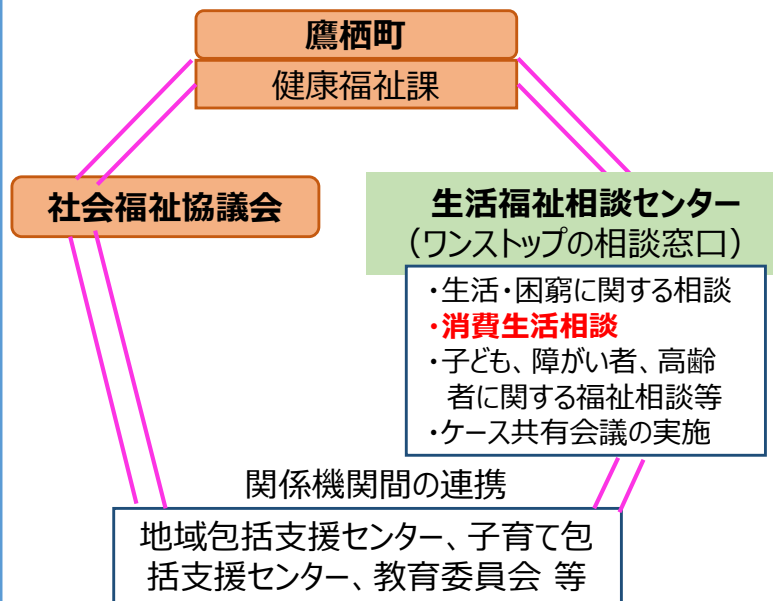 鷹栖町
健康福祉課
社会福祉協議会
生活福祉相談センター
（ワンストップの相談窓口）
・生活・困窮に関する相談
・消費生活相談
・子ども、障がい者、高齢
者に関する福祉相談等
・ケース共有会議の実施
関係機関間の連携
地域包括支援センター、子育て包
括支援センター、教育委員会 等